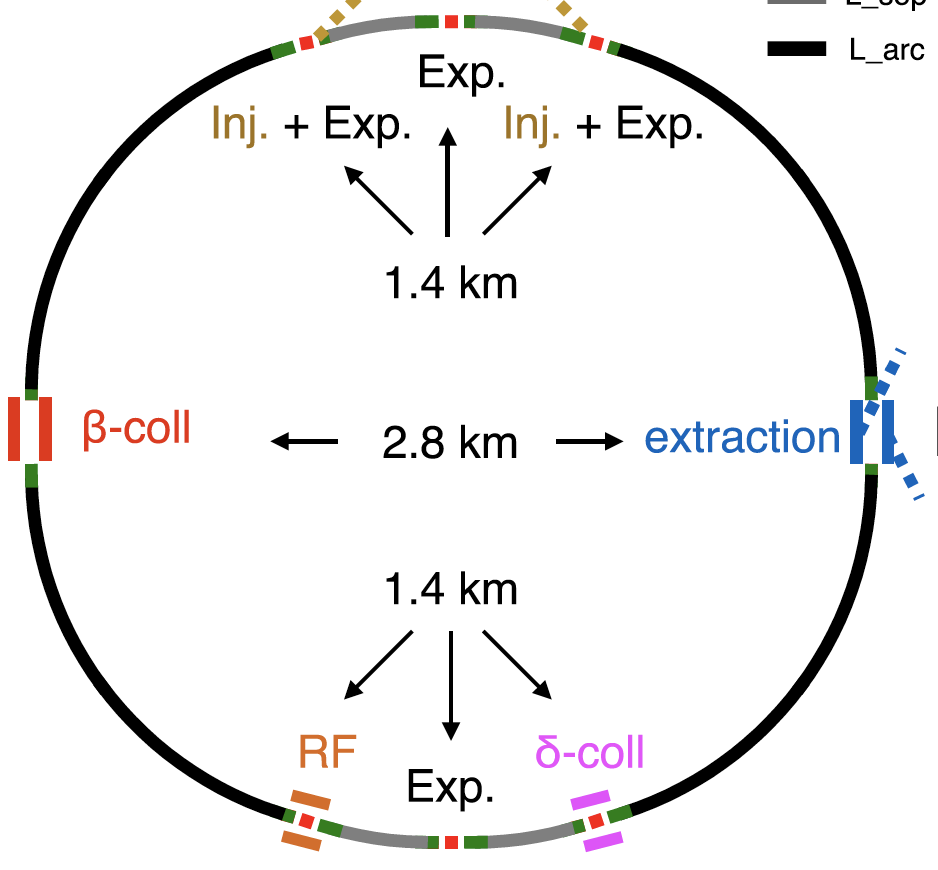 L_arc
Exp.
Inj. + Exp.
Inj. + Exp.
1.4 km
β-coll
2.8 km
extraction
1.4 km
RF
δ-coll
Exp.